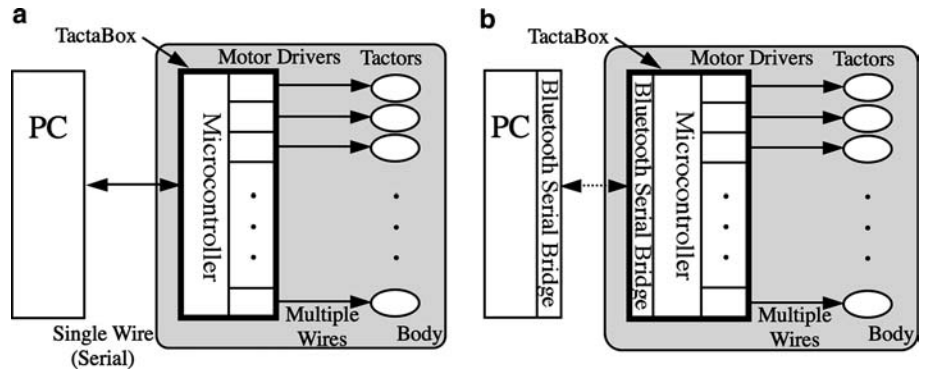 a
TactaBox
Motor Drivers
Tactors
PC
Microcontroller
Single Wire
(Serial)
Multiple
Wires
Body
b
TactaBox
Motor Drivers
Tactors
PC
Bluetooth Serial Bridge
Bluetooth Serial Bridge
Microcontroller
Multiple
Wires
Body